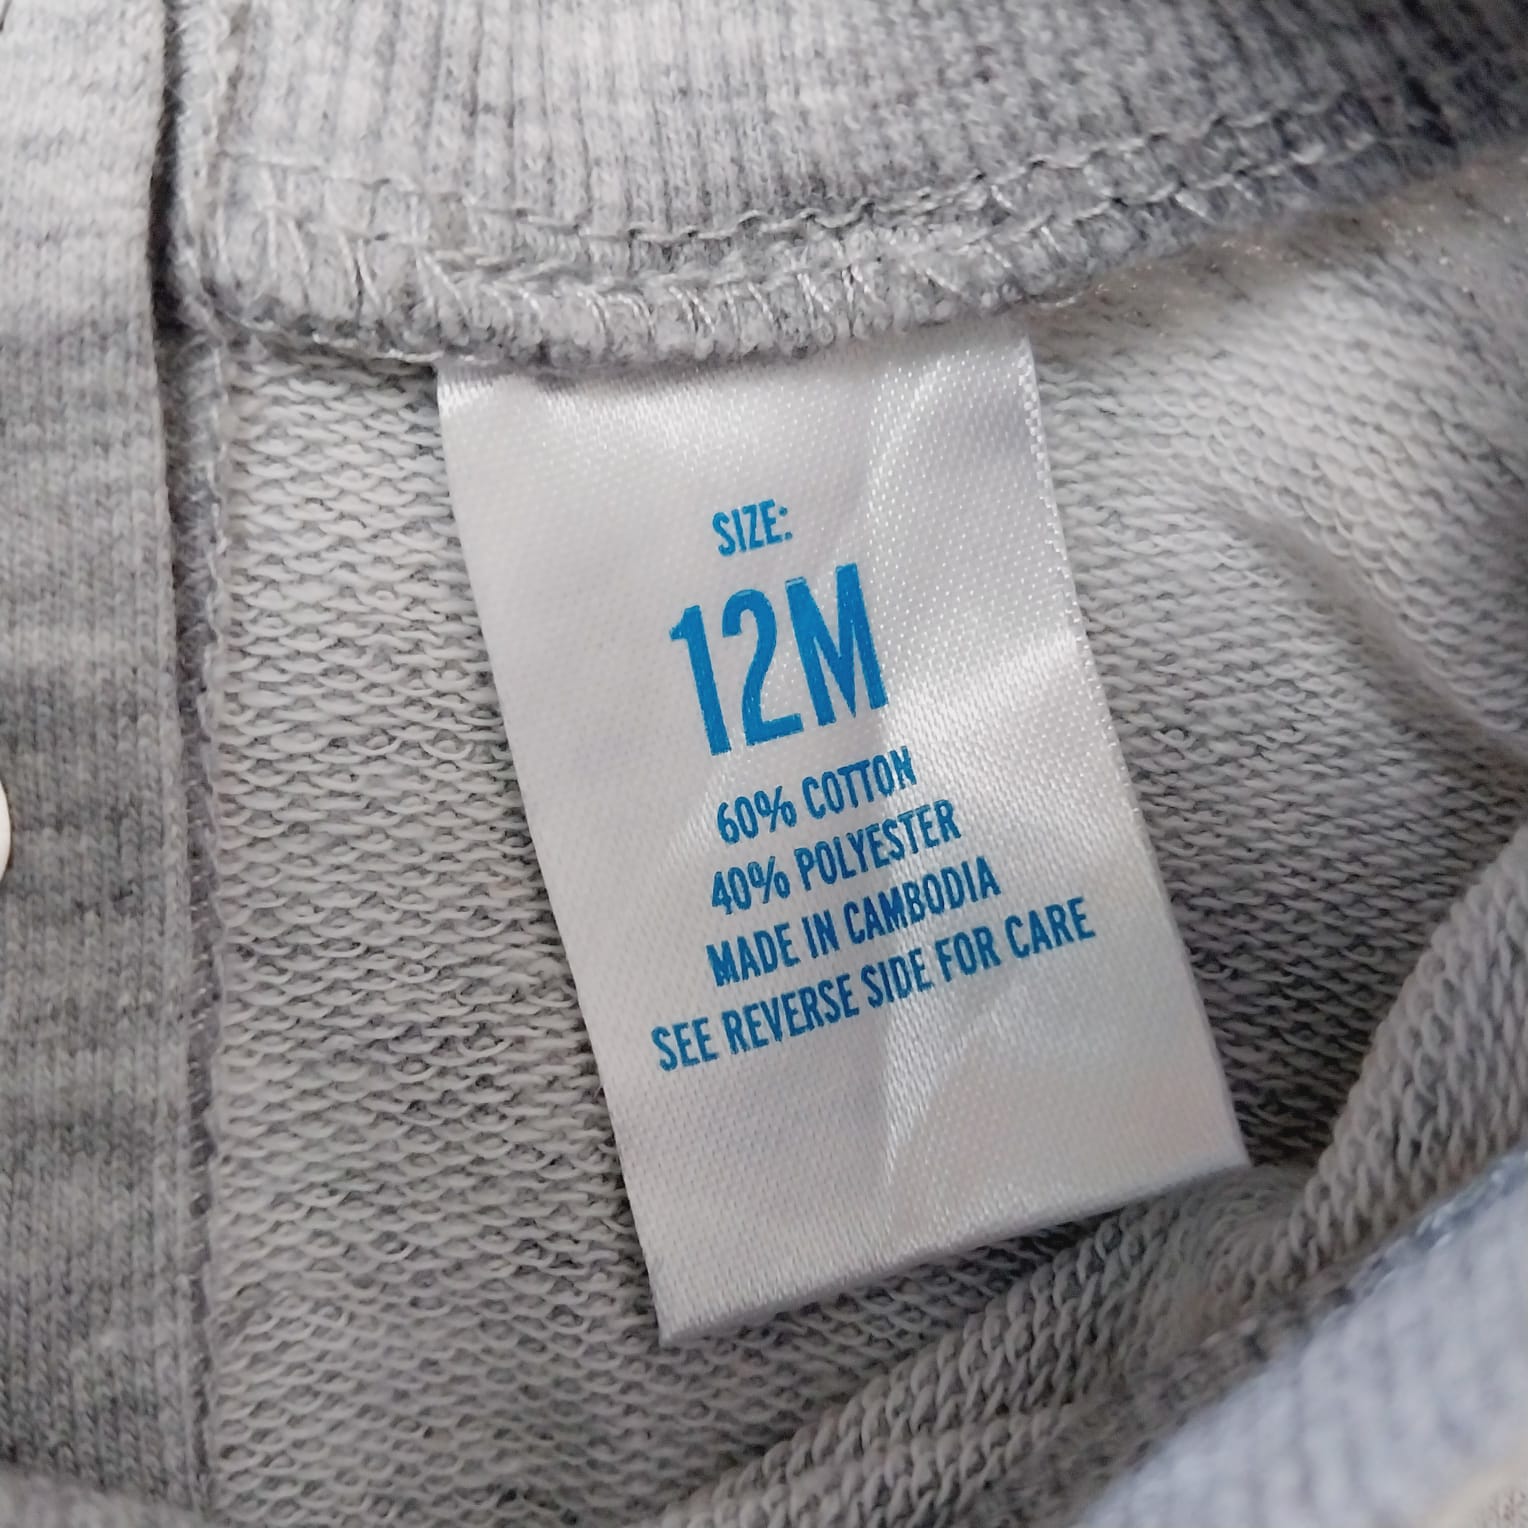 SIZE:
12M
60% COTTON
40% POLYESTER
MADE IN CAMBODIA
SEE REVERSE SIDE FOR CARE